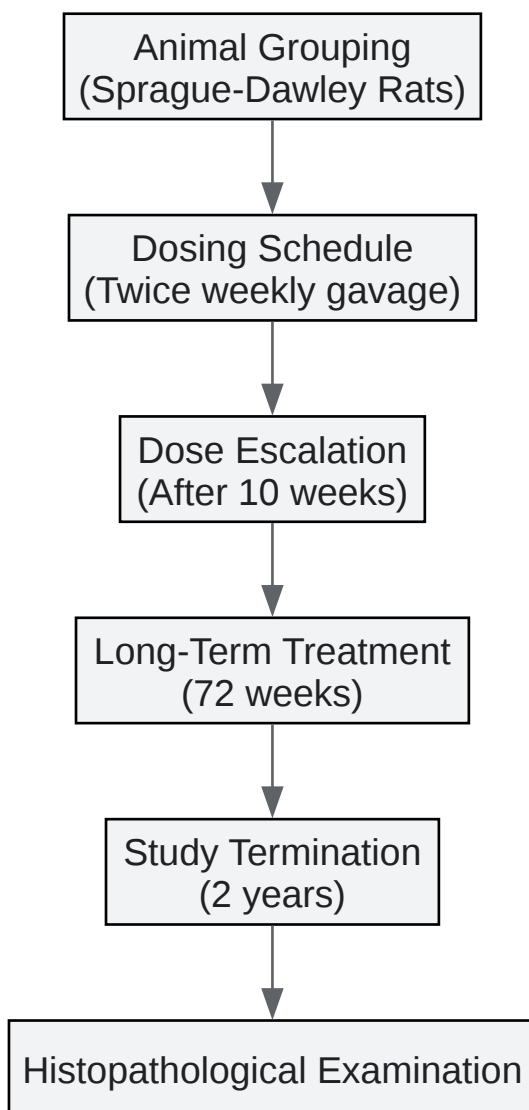 Animal Grouping
(Sprague-Dawley Rats)
Dosing Schedule
(Twice weekly gavage)
Dose Escalation
(After 10 weeks)
Long-Term Treatment
(72 weeks)
Study Termination
(2 years)
Histopathological Examination